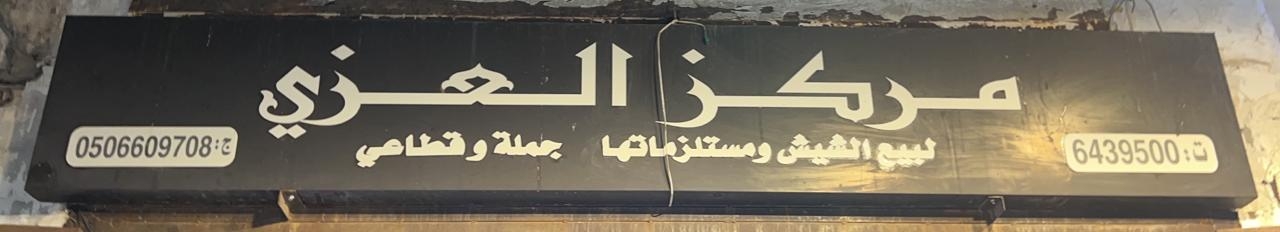 مركز العزي
لبيع الشيش ومستلزماتها جملة وقطاعي
ت: 6439500
ج: 0506609708